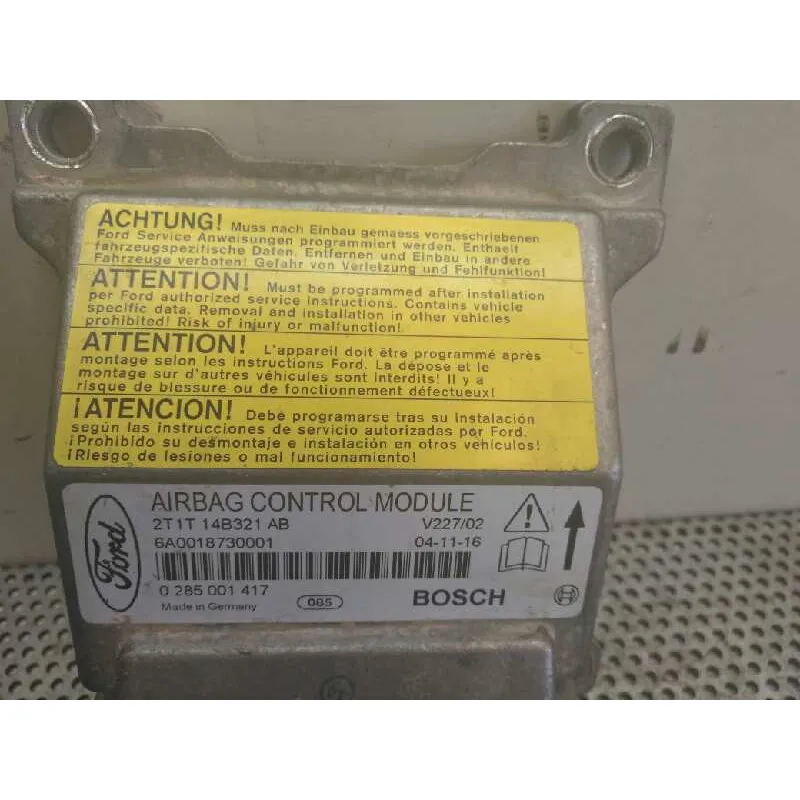 ACHTUNG! Muss nach Einbau gemaess vorgeschriebenen
Ford Service Anweisungen programmiert werden. Enthaelt
fahrzeugspezifische Daten. Entfernen und Einbau in andere
Fahrzeuge verboten! Gefahr von Verletzung und Fehlfunktion!
ATTENTION! Must be programmed after installation
per Ford authorized service instructions. Contains vehicle
specific data. Removal and installation in other vehicles
prohibited! Risk of injury or malfunction!
ATTENTION! L'appareil doit être programmé après
montage selon les instructions Ford. La dépose et le
montage sur d'autres véhicules sont interdits! Il y a
risque de blessure ou de fonctionnement défectueux!
¡ATENCION! Debe programarse tras su instalación
según las instrucciones de servicio autorizadas por Ford.
¡Prohibido su desmontaje e instalación en otros vehículos!
¡Riesgo de lesiones o mal funcionamiento!
Ford
AIRBAG CONTROL MODULE
2T1T 14B321 AB V227/02
6A0018730001 04-11-16
0 285 001 417
Made in Germany 085 BOSCH